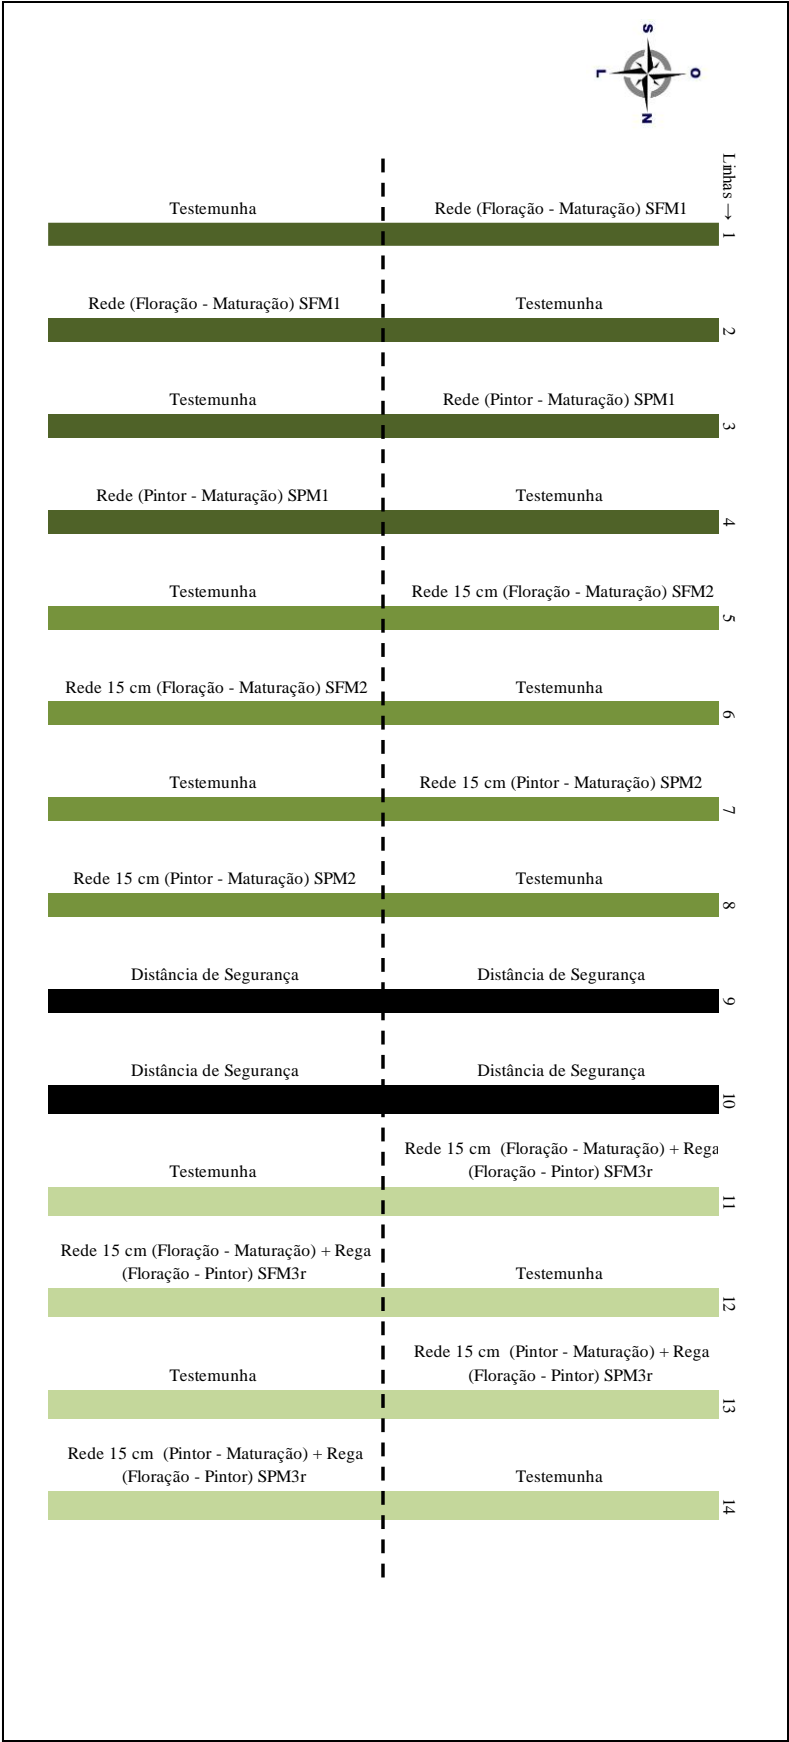 S
L
O
N
Linhas → 1
Testemunha
Rede (Floração - Maturação) SFM1
Rede (Floração - Maturação) SFM1
Testemunha
2
Testemunha
Rede (Pintor - Maturação) SPM1
3
Rede (Pintor - Maturação) SPM1
Testemunha
4
Testemunha
Rede 15 cm (Floração - Maturação) SFM2
5
Rede 15 cm (Floração - Maturação) SFM2
Testemunha
6
Testemunha
Rede 15 cm (Pintor - Maturação) SPM2
7
Rede 15 cm (Pintor - Maturação) SPM2
Testemunha
8
Distância de Segurança
Distância de Segurança
9
Distância de Segurança
Distância de Segurança
10
Testemunha
Rede 15 cm  (Floração - Maturação) + Rega
(Floração - Pintor) SFM3r
11
Rede 15 cm (Floração - Maturação) + Rega
(Floração - Pintor) SFM3r
Testemunha
12
Testemunha
Rede 15 cm  (Pintor - Maturação) + Rega
(Floração - Pintor) SPM3r
13
Rede 15 cm  (Pintor - Maturação) + Rega
(Floração - Pintor) SPM3r
Testemunha
14